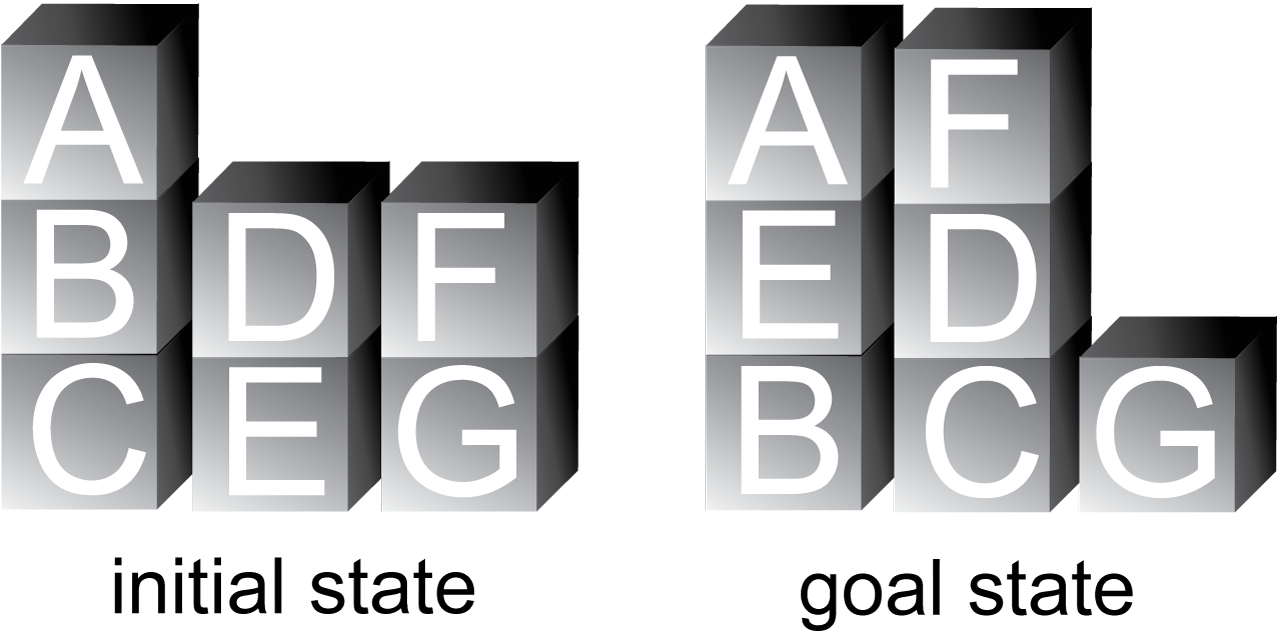 A A F
B D F E D
C E G B C G
initial state goal state